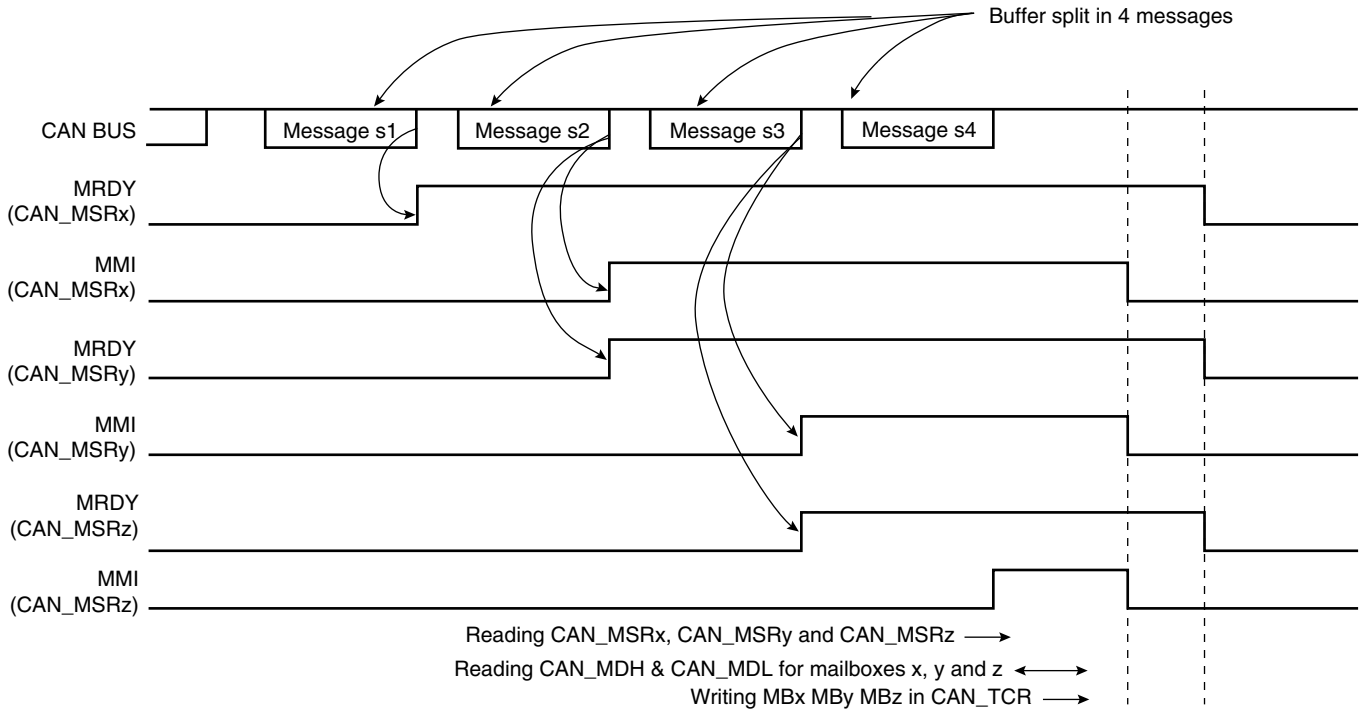 Buffer split in 4 messages
CAN BUS
Message s1
Message s2
Message s3
Message s4
MRDY
(CAN_MSRx)
MMI
(CAN_MSRx)
MRDY
(CAN_MSRy)
MMI
(CAN_MSRy)
MRDY
(CAN_MSRz)
MMI
(CAN_MSRz)
Reading CAN_MSRx, CAN_MSRy and CAN_MSRz
Reading CAN_MDH & CAN_MDL for mailboxes x, y and z
Writing MBx MBy MBz in CAN_TCR